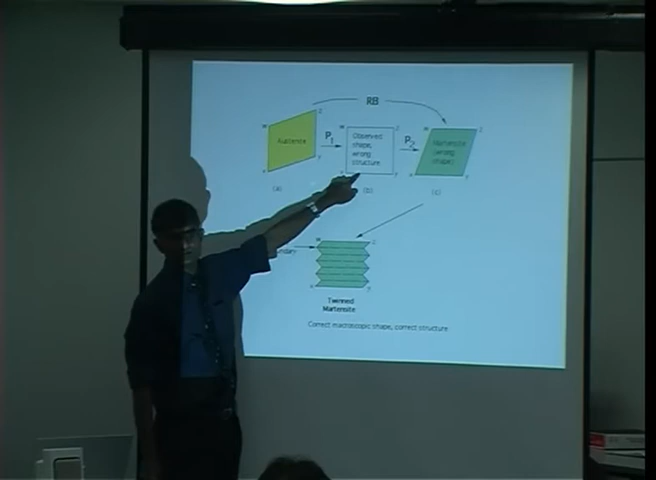 RB
w
z
Austenite
x
y
(a)
P1
w
z
Observed
shape,
wrong
structure
y
(b)
P2
w
z
Martensite
(wrong
shape)
x
y
(c)
w
z
x
y
Twinned
Martensite
Correct macroscopic shape, correct structure